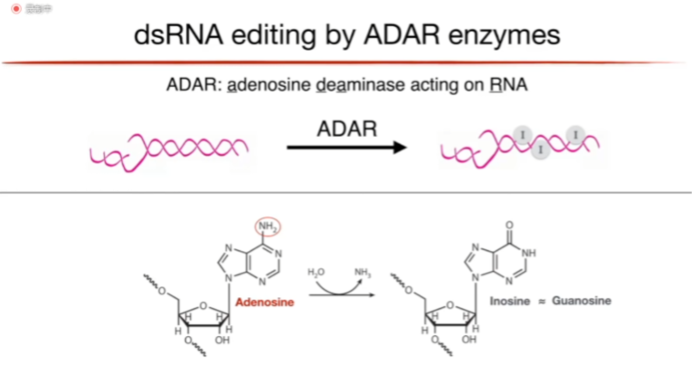 dsRNA editing by ADAR enzymes
ADAR: adenosine deaminase acting on RNA
ADAR
I
I
I
NH₂
N
N
N
N
O
O
H
H
H
H
O
OH
Adenosine
H₂O
NH₃
O
N
NH
N
N
O
O
H
H
H
H
O
OH
Inosine ≈ Guanosine